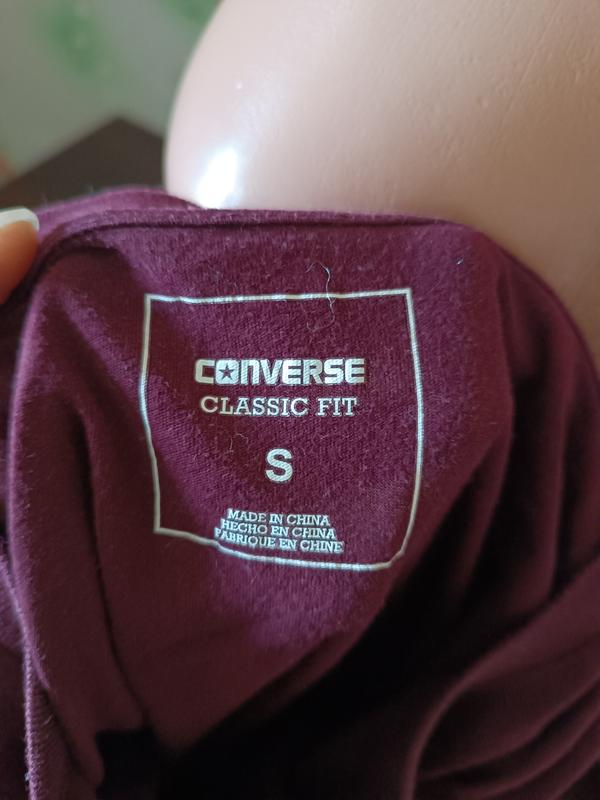 CONVERSE
CLASSIC FIT
S
MADE IN CHINA
HECHO EN CHINA
FABRIQUE EN CHINE